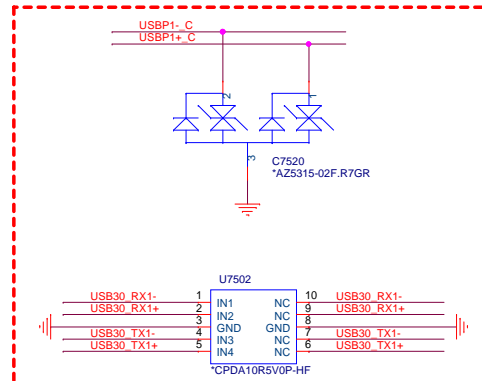 USBP1-_C
USBP1+_C
2
1
3
C7520
*AZ5315-02F.R7GR
U7502
USB30_RX1- 1 IN1 NC 10 USB30_RX1-
USB30_RX1+ 2 IN2 NC 9 USB30_RX1+
3 GND GND 8
USB30_TX1- 4 IN3 NC 7 USB30_TX1-
USB30_TX1+ 5 IN4 NC 6 USB30_TX1+
*CPDA10R5V0P-HF